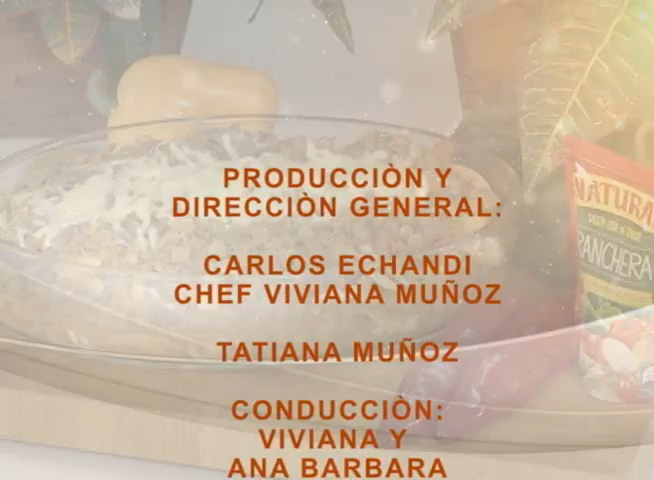 PRODUCCIÒN Y
DIRECCIÒN GENERAL:
CARLOS ECHANDI
CHEF VIVIANA MUÑOZ
TATIANA MUÑOZ
CONDUCCIÒN:
VIVIANA Y
ANA BARBARA
NATURA
RANCHERA